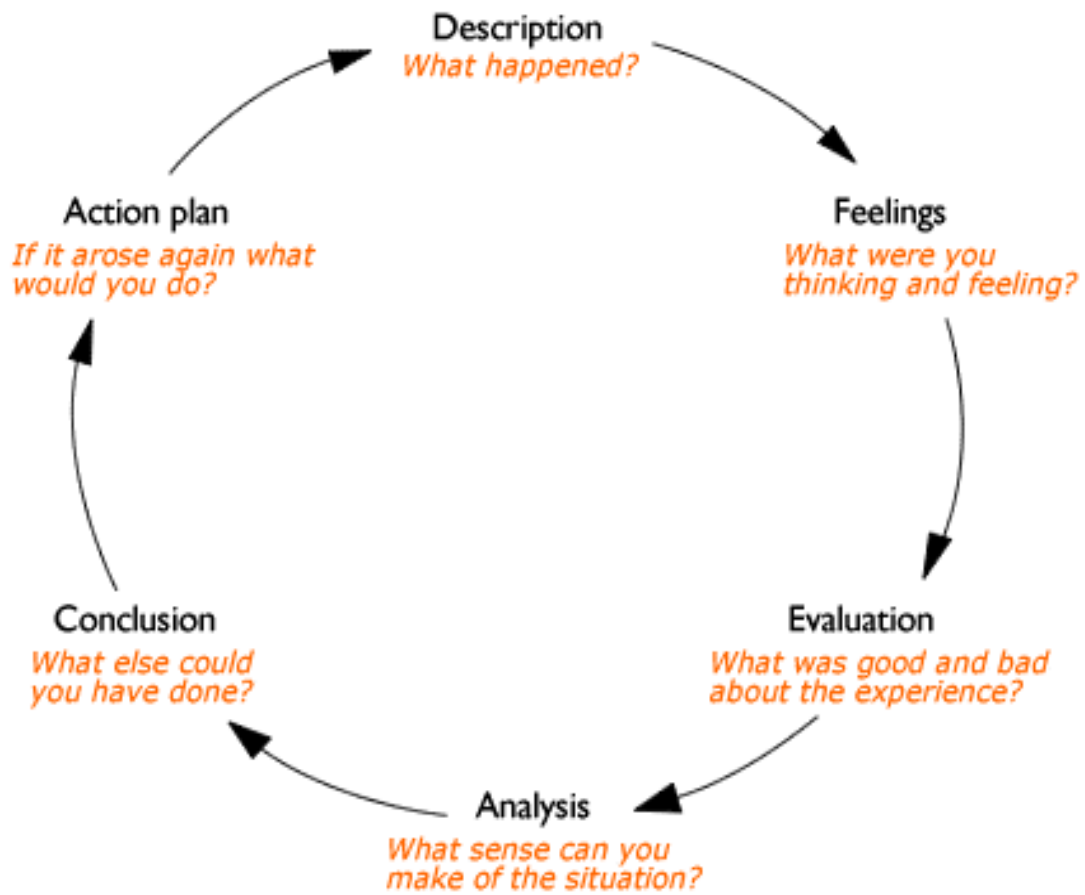 Description
What happened?
Feelings
What were you
thinking and feeling?
Evaluation
What was good and bad
about the experience?
Analysis
What sense can you
make of the situation?
Conclusion
What else could
you have done?
Action plan
If it arose again what
would you do?